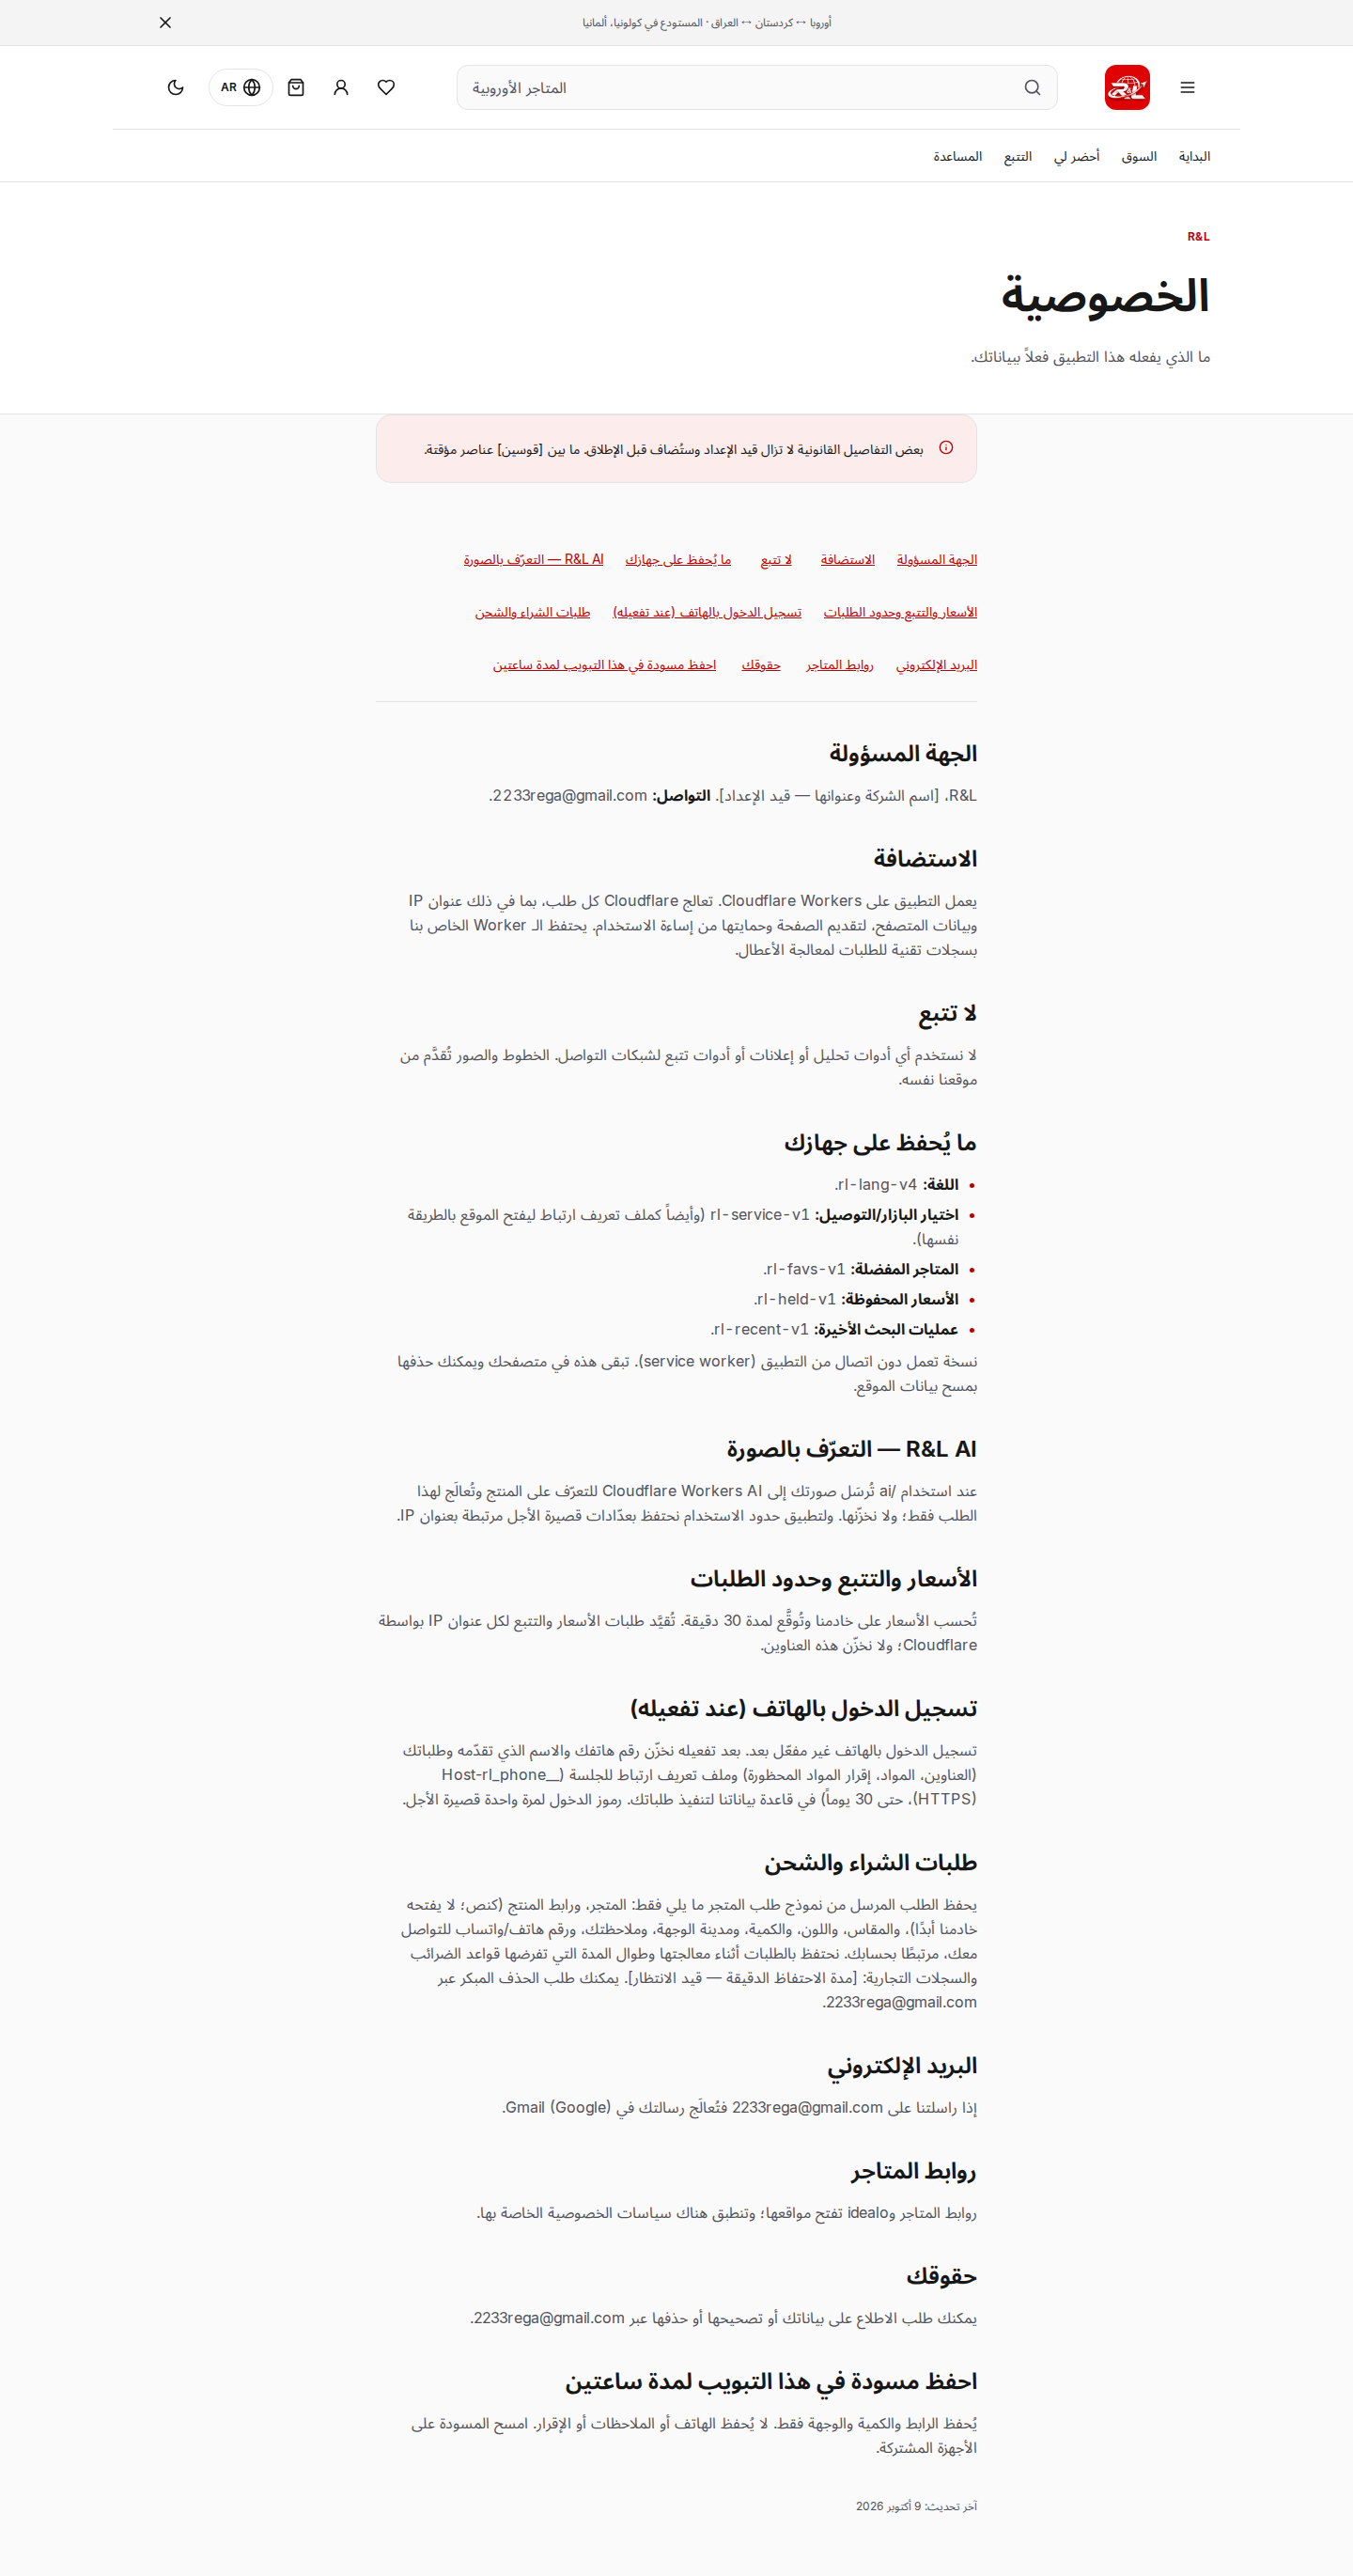 أوروبا ↔ كردستان ↔ العراق · المستودع في كولونيا، ألمانيا
R&L
المتاجر الأوروبية
AR
البداية
السوق
أحضر لي
التتبع
المساعدة
R&L
الخصوصية
ما الذي يفعله هذا التطبيق فعلاً ببياناتك.
بعض التفاصيل القانونية لا تزال قيد الإعداد وستُضاف قبل الإطلاق. ما بين [قوسين] عناصر مؤقتة.
الجهة المسؤولة الاستضافة لا تتبع ما يُحفظ على جهازك R&L AI — التعرّف بالصورة
الأسعار والتتبع وحدود الطلبات تسجيل الدخول بالهاتف (عند تفعيله) طلبات الشراء والشحن
البريد الإلكتروني روابط المتاجر حقوقك احفظ مسودة في هذا التبويب لمدة ساعتين
الجهة المسؤولة
R&L، [اسم الشركة وعنوانها — قيد الإعداد]. التواصل: 2233rega@gmail.com.
الاستضافة
يعمل التطبيق على Cloudflare Workers. تعالج Cloudflare كل طلب، بما في ذلك عنوان IP
وبيانات المتصفح، لتقديم الصفحة وحمايتها من إساءة الاستخدام. يحتفظ الـ Worker الخاص بنا
بسجلات تقنية للطلبات لمعالجة الأعطال.
لا تتبع
لا نستخدم أي أدوات تحليل أو إعلانات أو أدوات تتبع لشبكات التواصل. الخطوط والصور تُقدَّم من
موقعنا نفسه.
ما يُحفظ على جهازك
• اللغة: rl-lang-v4.
• اختيار البازار/التوصيل: rl-service-v1 (وأيضاً كملف تعريف ارتباط ليفتح الموقع بالطريقة
نفسها).
• المتاجر المفضلة: rl-favs-v1.
• الأسعار المحفوظة: rl-held-v1.
• عمليات البحث الأخيرة: rl-recent-v1.
نسخة تعمل دون اتصال من التطبيق (service worker). تبقى هذه في متصفحك ويمكنك حذفها
بمسح بيانات الموقع.
R&L AI — التعرّف بالصورة
عند استخدام /ai تُرسَل صورتك إلى Cloudflare Workers AI للتعرّف على المنتج وتُعالَج لهذا
الطلب فقط؛ ولا نخزّنها. ولتطبيق حدود الاستخدام نحتفظ بعدّادات قصيرة الأجل مرتبطة بعنوان IP.
الأسعار والتتبع وحدود الطلبات
تُحسب الأسعار على خادمنا وتُوقَّع لمدة 30 دقيقة. تُقيَّد طلبات الأسعار والتتبع لكل عنوان IP بواسطة
Cloudflare؛ ولا نخزّن هذه العناوين.
تسجيل الدخول بالهاتف (عند تفعيله)
تسجيل الدخول بالهاتف غير مفعّل بعد. بعد تفعيله نخزّن رقم هاتفك والاسم الذي تقدّمه وطلباتك
(العناوين، المواد، إقرار المواد المحظورة) وملف تعريف ارتباط للجلسة (__Host-rl_phone
(HTTPS)، حتى 30 يوماً) في قاعدة بياناتنا لتنفيذ طلباتك. رموز الدخول لمرة واحدة قصيرة الأجل.
طلبات الشراء والشحن
يحفظ الطلب المرسل من نموذج طلب المتجر ما يلي فقط: المتجر، ورابط المنتج (كنص؛ لا يفتحه
خادمنا أبدًا)، والمقاس، واللون، والكمية، ومدينة الوجهة، وملاحظتك، ورقم هاتف/واتساب للتواصل
معك، مرتبطًا بحسابك. نحتفظ بالطلبات أثناء معالجتها وطوال المدة التي تفرضها قواعد الضرائب
والسجلات التجارية: [مدة الاحتفاظ الدقيقة — قيد الانتظار]. يمكنك طلب الحذف المبكر عبر
2233rega@gmail.com.
البريد الإلكتروني
إذا راسلتنا على 2233rega@gmail.com فتُعالَج رسالتك في Gmail (Google).
روابط المتاجر
روابط المتاجر وidealo تفتح مواقعها؛ وتنطبق هناك سياسات الخصوصية الخاصة بها.
حقوقك
يمكنك طلب الاطلاع على بياناتك أو تصحيحها أو حذفها عبر 2233rega@gmail.com.
احفظ مسودة في هذا التبويب لمدة ساعتين
يُحفظ الرابط والكمية والوجهة فقط. لا يُحفظ الهاتف أو الملاحظات أو الإقرار. امسح المسودة على
الأجهزة المشتركة.
آخر تحديث: 9 أكتوبر 2026